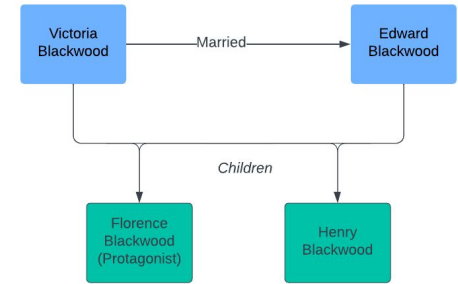 Victoria
Blackwood
Married
Edward
Blackwood
Children
Florence
Blackwood
(Protagonist)
Henry
Blackwood